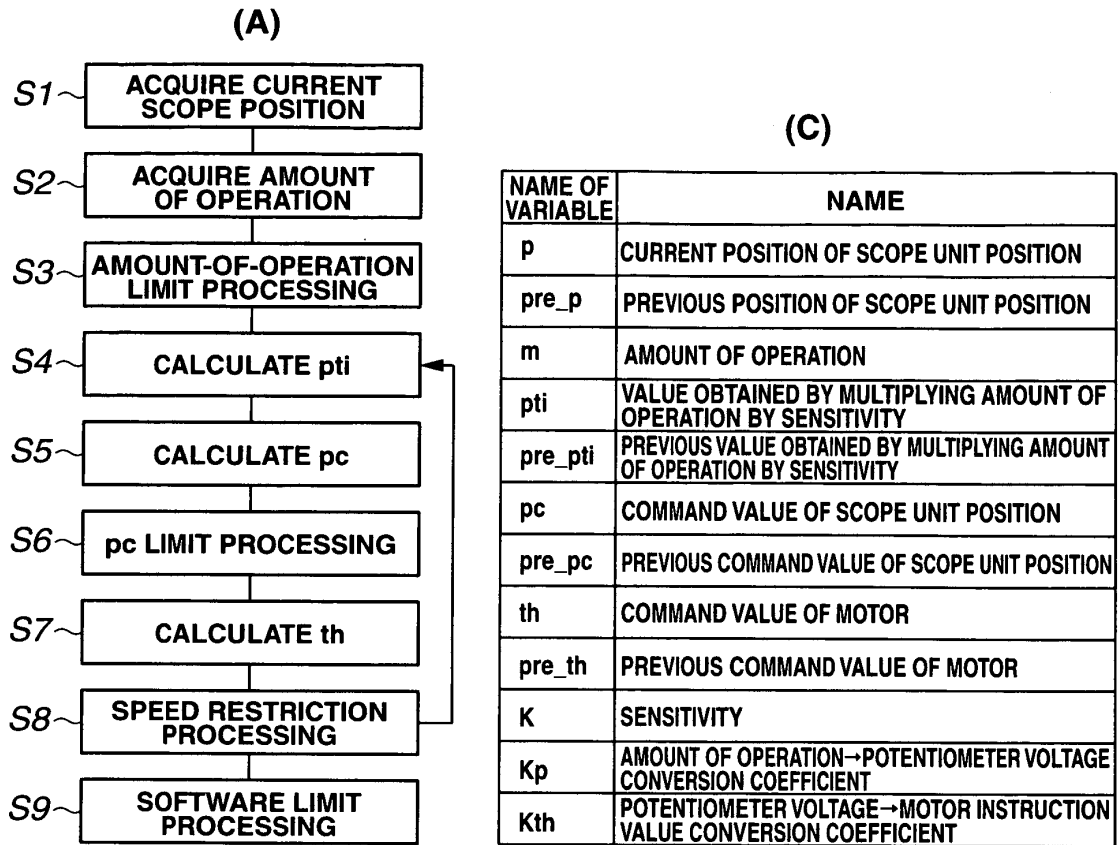 (A)
S1
ACQUIRE CURRENT
SCOPE POSITION
S2
ACQUIRE AMOUNT
OF OPERATION
S3
AMOUNT-OF-OPERATION
LIMIT PROCESSING
S4
CALCULATE pti
S5
CALCULATE pc
S6
pc LIMIT PROCESSING
S7
CALCULATE th
S8
SPEED RESTRICTION
PROCESSING
S9
SOFTWARE LIMIT
PROCESSING
(C)
NAME OF
VARIABLE
NAME
p
CURRENT POSITION OF SCOPE UNIT POSITION
pre_p
PREVIOUS POSITION OF SCOPE UNIT POSITION
m
AMOUNT OF OPERATION
pti
VALUE OBTAINED BY MULTIPLYING AMOUNT OF
OPERATION BY SENSITIVITY
pre_pti
PREVIOUS VALUE OBTAINED BY MULTIPLYING AMOUNT
OF OPERATION BY SENSITIVITY
pc
COMMAND VALUE OF SCOPE UNIT POSITION
pre_pc
PREVIOUS COMMAND VALUE OF SCOPE UNIT POSITION
th
COMMAND VALUE OF MOTOR
pre_th
PREVIOUS COMMAND VALUE OF MOTOR
K
SENSITIVITY
Kp
AMOUNT OF OPERATION→POTENTIOMETER VOLTAGE
CONVERSION COEFFICIENT
Kth
POTENTIOMETER VOLTAGE→MOTOR INSTRUCTION
VALUE CONVERSION COEFFICIENT